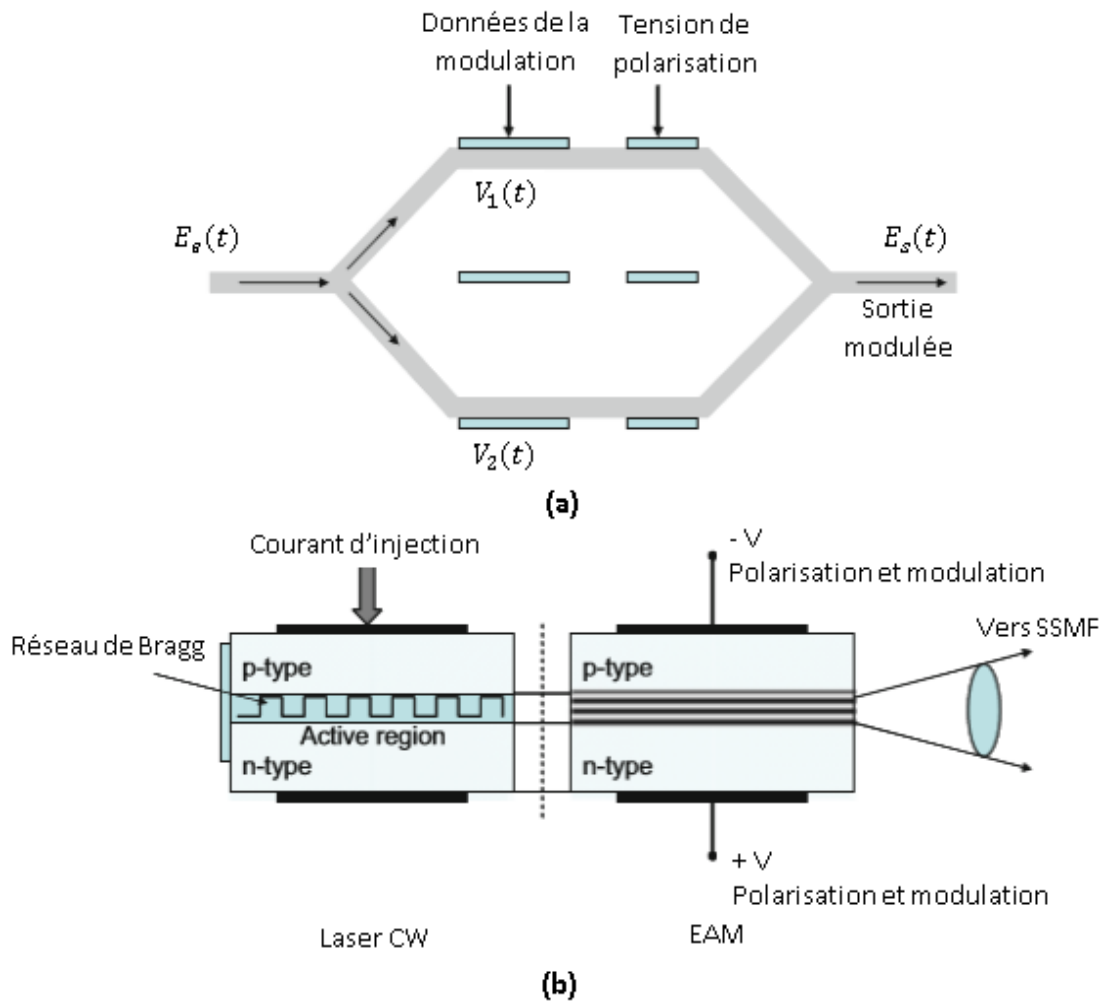 Données de la
modulation
Tension de
polarisation
V₁(t)
Eₑ(t)
Eₛ(t)
Sortie
modulée
V₂(t)
(a)
Courant d'injection
- V
Polarisation et modulation
Réseau de Bragg
Vers SSMF
p-type
p-type
Active region
n-type
n-type
+ V
Polarisation et modulation
Laser CW
EAM
(b)